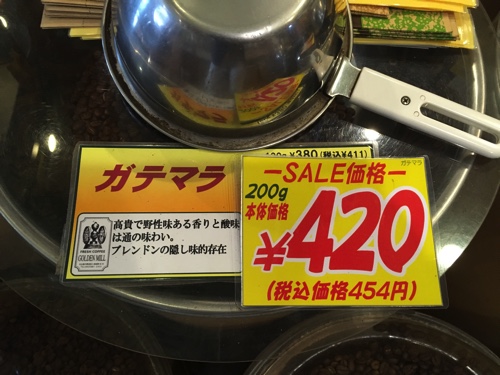 ¥380(税込¥411)
ガテマラ
高貴で野性味ある香りと酸味
は通の味わい。
ブレンドンの隠し味的存在
FRESH COFFEE
GOLDEN MILL
ガテマラ
ーSALE価格ー
200g
本体価格
¥420
(税込価格454円)